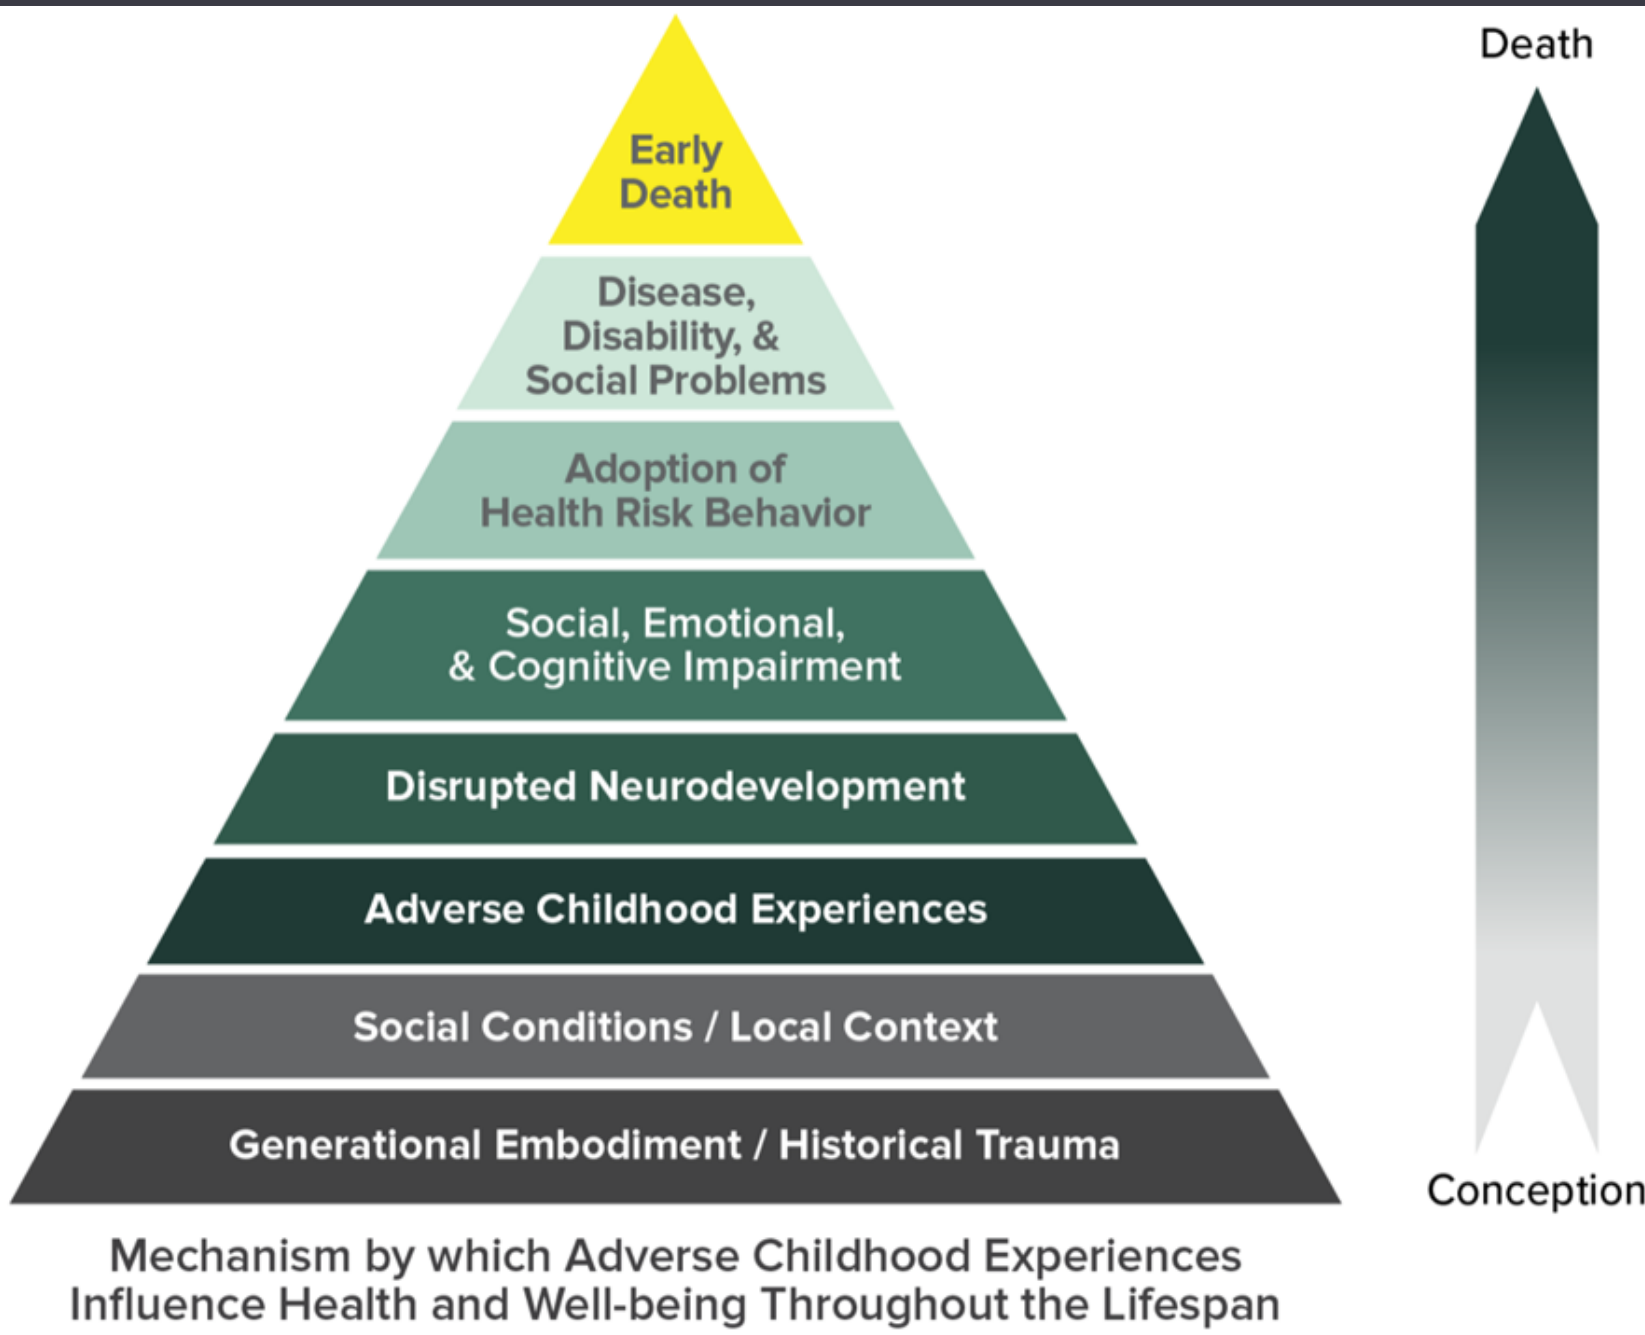 Death
Early
Death
Disease,
Disability, &
Social Problems
Adoption of
Health Risk Behavior
Social, Emotional,
& Cognitive Impairment
Disrupted Neurodevelopment
Adverse Childhood Experiences
Social Conditions / Local Context
Generational Embodiment / Historical Trauma
Conception
Mechanism by which Adverse Childhood Experiences
Influence Health and Well-being Throughout the Lifespan